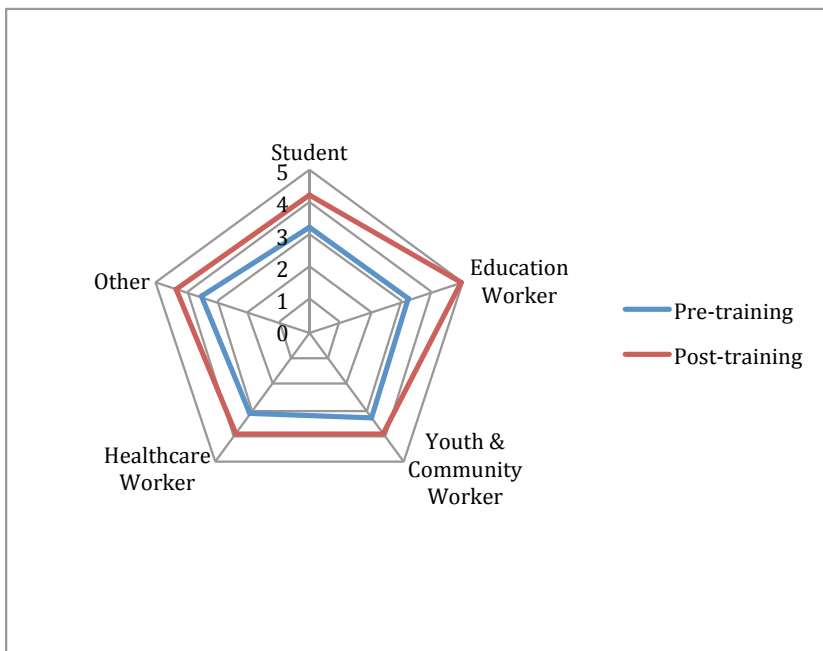 Student
5
4
3
2
1
0
Education
Worker
Youth &
Community
Worker
Healthcare
Worker
Other
Pre-training
Post-training